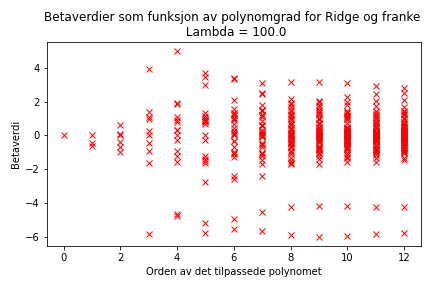 Betaverdier som funksjon av polynomgrad for Ridge og franke
Lambda = 100.0
4
2
0
−2
−4
−6
Betaverdi
0 2 4 6 8 10 12
Orden av det tilpassede polynomet